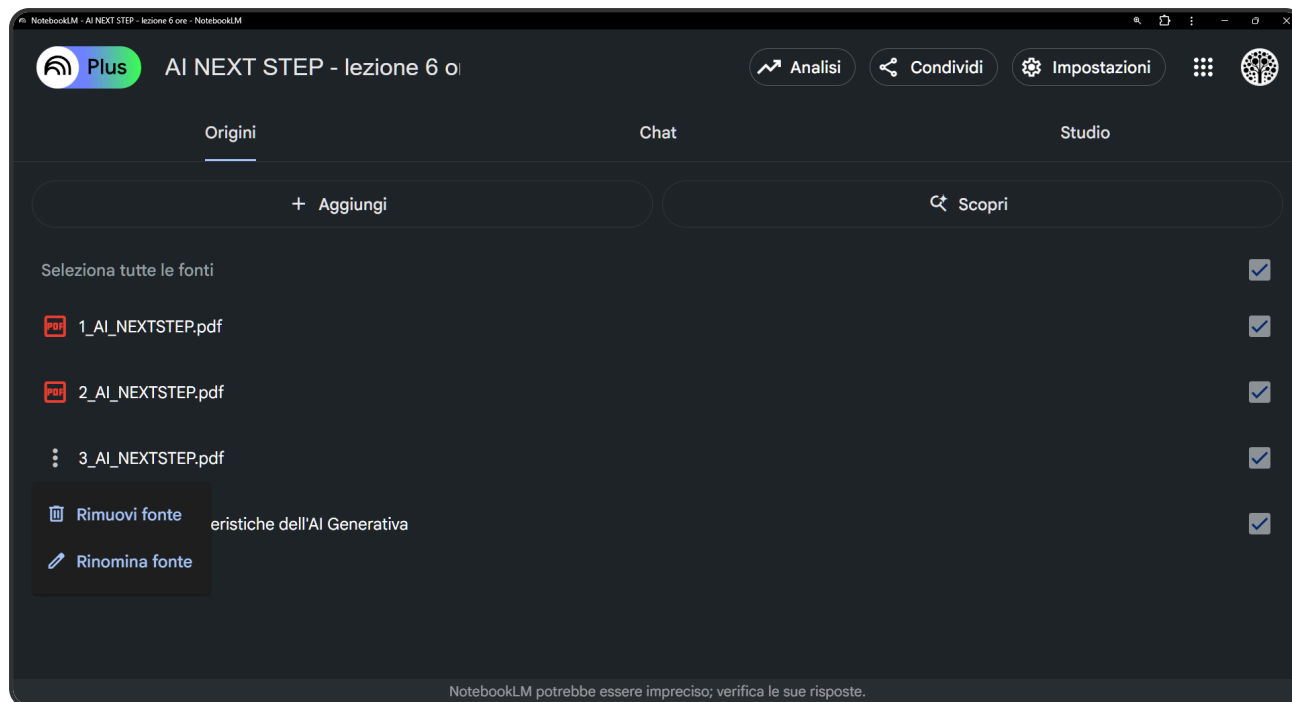 NotebookLM - AI NEXT STEP - lezione 6 ore - NotebookLM
Plus AI NEXT STEP - lezione 6 o Analisi Condividi Impostazioni
Origini Chat Studio
+ Aggiungi Scopri
Seleziona tutte le fonti
PDF 1_AI_NEXTSTEP.pdf
PDF 2_AI_NEXTSTEP.pdf
3_AI_NEXTSTEP.pdf
Rimuovi fonte
eristiche dell'AI Generativa
Rinomina fonte
NotebookLM potrebbe essere impreciso; verifica le sue risposte.